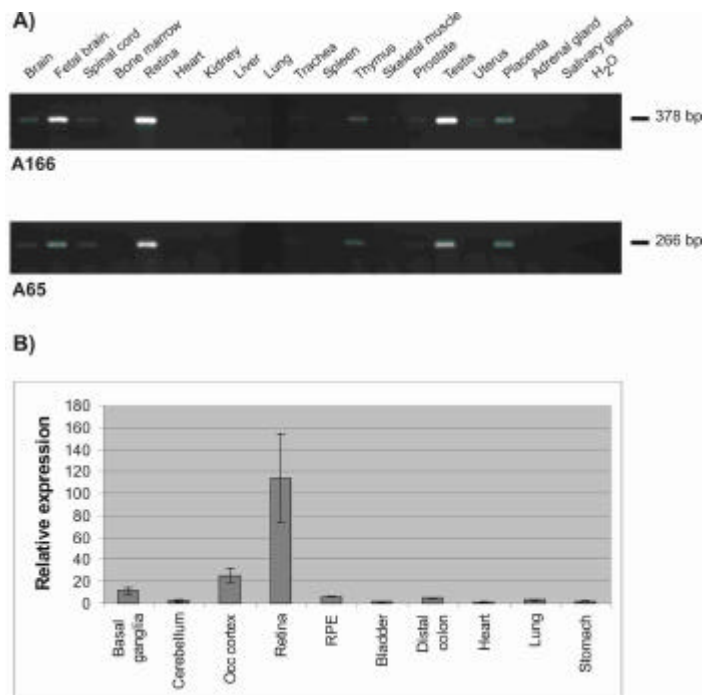 A)
Brain
Fetal brain
Spinal cord
Bone marrow
Retina
Heart
Kidney
Liver
Lung
Trachea
Spleen
Thymus
Skeletal muscle
Prostate
Testis
Uterus
Placenta
Adrenal gland
Salivary gland
H₂O
378 bp
A166
266 bp
A65
B)
Relative expression
180
160
140
120
100
80
60
40
20
0
Basal
ganglia
Cerebellum
Occ cortex
Retina
RPE
Bladder
Distal
colon
Heart
Lung
Stomach